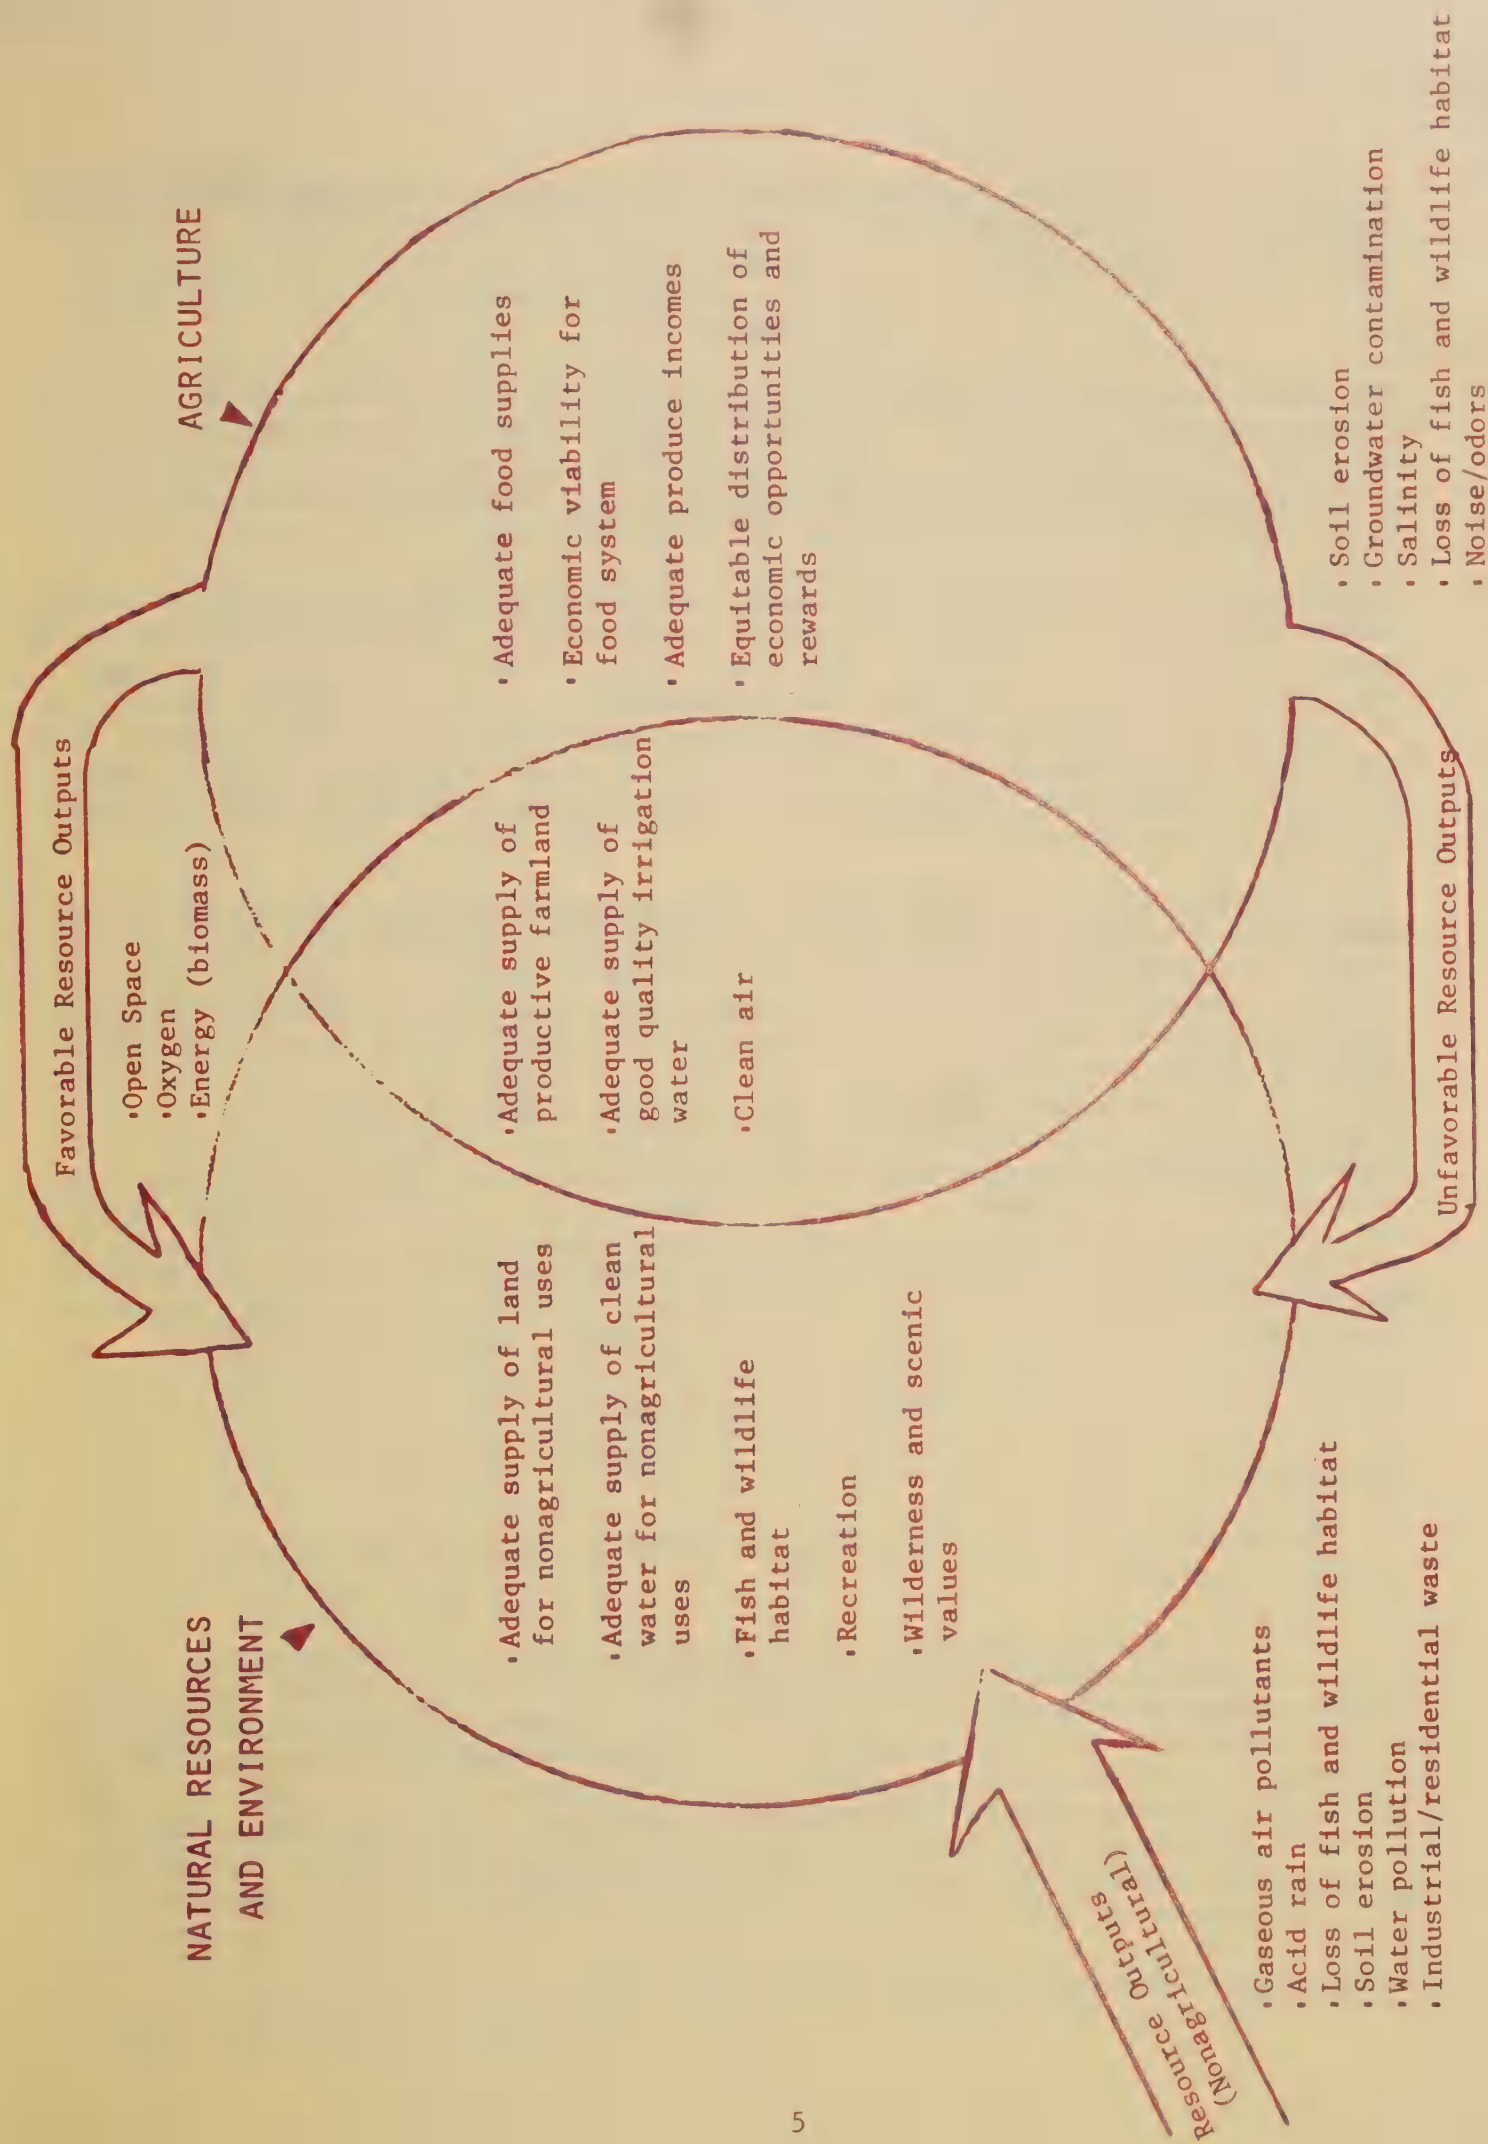 NATURAL RESOURCES
AND ENVIRONMENT
AGRICULTURE
Favorable Resource Outputs
•Open Space
•Oxygen
•Energy (biomass)
•Adequate supply of land
for nonagricultural uses
•Adequate supply of clean
water for nonagricultural
uses
•Fish and wildlife
habitat
•Recreation
•Wilderness and scenic
values
•Adequate supply of
productive farmland
•Adequate supply of
good quality irrigation
water
•Clean air
•Adequate food supplies
•Economic viability for
food system
•Adequate produce incomes
•Equitable distribution of
economic opportunities and
rewards
Resource Outputs
(Nonagricultural)
•Gaseous air pollutants
•Acid rain
•Loss of fish and wildlife habitat
•Soil erosion
•Water pollution
•Industrial/residential waste
Unfavorable Resource Outputs
•Soil erosion
•Groundwater contamination
•Salinity
•Loss of fish and wildlife habitat
•Noise/odors
5